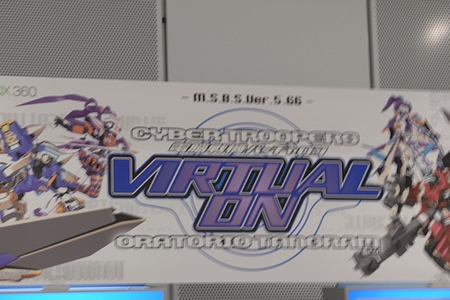 X 360
- M.S.B.S.Ver.5.66 -
CYBER TROOPERS
VIRTUAL
ON
ORATORIO TANGRAM